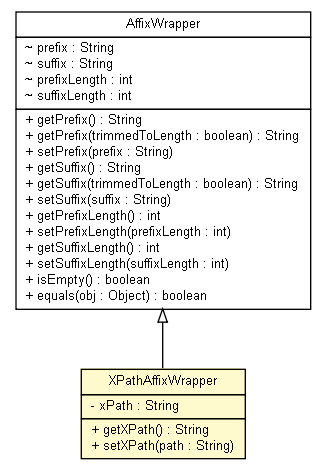 AffixWrapper
~ prefix : String
~ suffix : String
~ prefixLength : int
~ suffixLength : int
+ getPrefix() : String
+ getPrefix(trimmedToLength : boolean) : String
+ setPrefix(prefix : String)
+ getSuffix() : String
+ getSuffix(trimmedToLength : boolean) : String
+ setSuffix(suffix : String)
+ getPrefixLength() : int
+ setPrefixLength(prefixLength : int)
+ getSuffixLength() : int
+ setSuffixLength(suffixLength : int)
+ isEmpty() : boolean
+ equals(obj : Object) : boolean
XPathAffixWrapper
- xPath : String
+ getXPath() : String
+ setXPath(path : String)